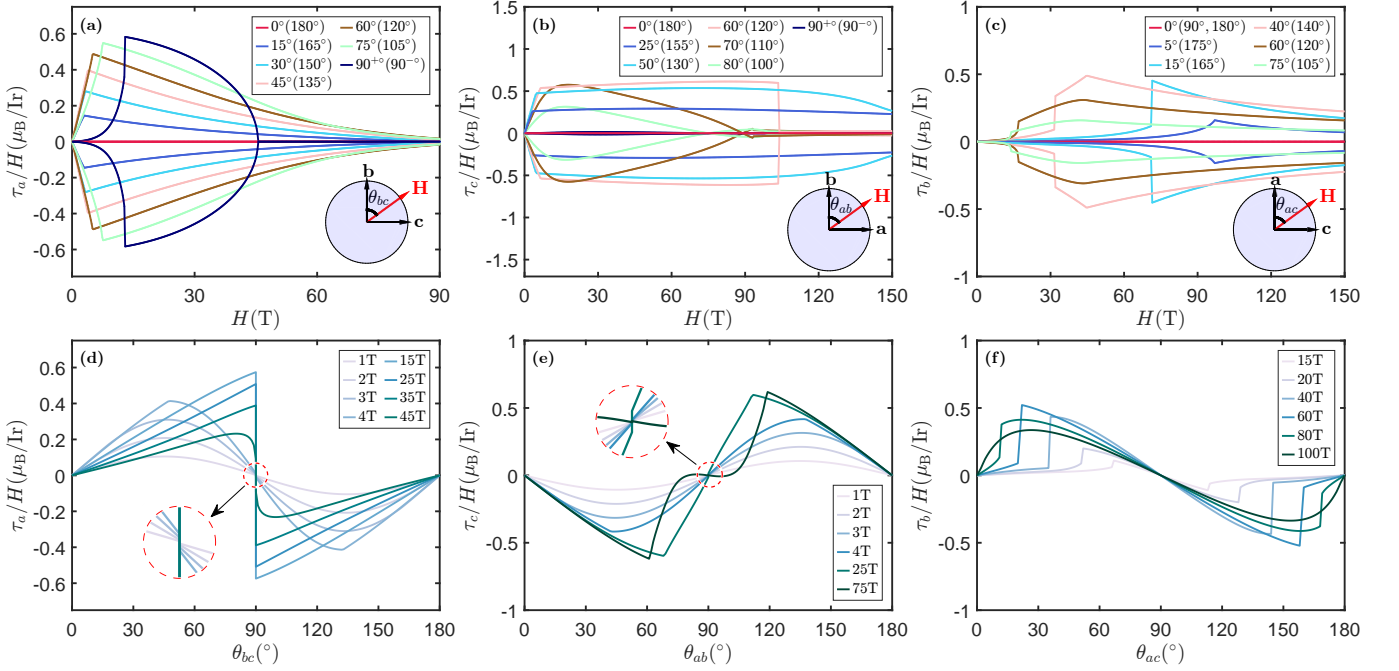 (a)
0°(180°) 60°(120°)
15°(165°) 75°(105°)
30°(150°) 90⁺°(90⁻°)
45°(135°)
τₐ/H(μB/Ir)
0.6
0.4
0.2
0
0.2
0.4
0.6
0 30 60 90
H(T)
b
θbc
H
c
(b)
0°(180°) 60°(120°) 90⁺°(90⁻°)
25°(155°) 70°(110°)
50°(130°) 80°(100°)
τc/H(μB/Ir)
1.5
1
0.5
0
0.5
1
1.5
0 30 60 90 120 150
H(T)
b
θab
H
a
(c)
0°(90°, 180°) 40°(140°)
5°(175°) 60°(120°)
15°(165°) 75°(105°)
τb/H(μB/Ir)
1
0.5
0
0.5
1
0 30 60 90 120 150
H(T)
a
θac
H
c
(d)
1T 15T
2T 25T
3T 35T
4T 45T
τₐ/H(μB/Ir)
0.6
0.4
0.2
0
0.2
0.4
0.6
0 30 60 90 120 150 180
θbc(°)
(e)
1T
2T
3T
4T
25T
75T
τc/H(μB/Ir)
1
0.5
0
0.5
1
0 30 60 90 120 150 180
θab(°)
(f)
15T
20T
40T
60T
80T
100T
τb/H(μB/Ir)
1
0.5
0
0.5
1
0 30 60 90 120 150 180
θac(°)